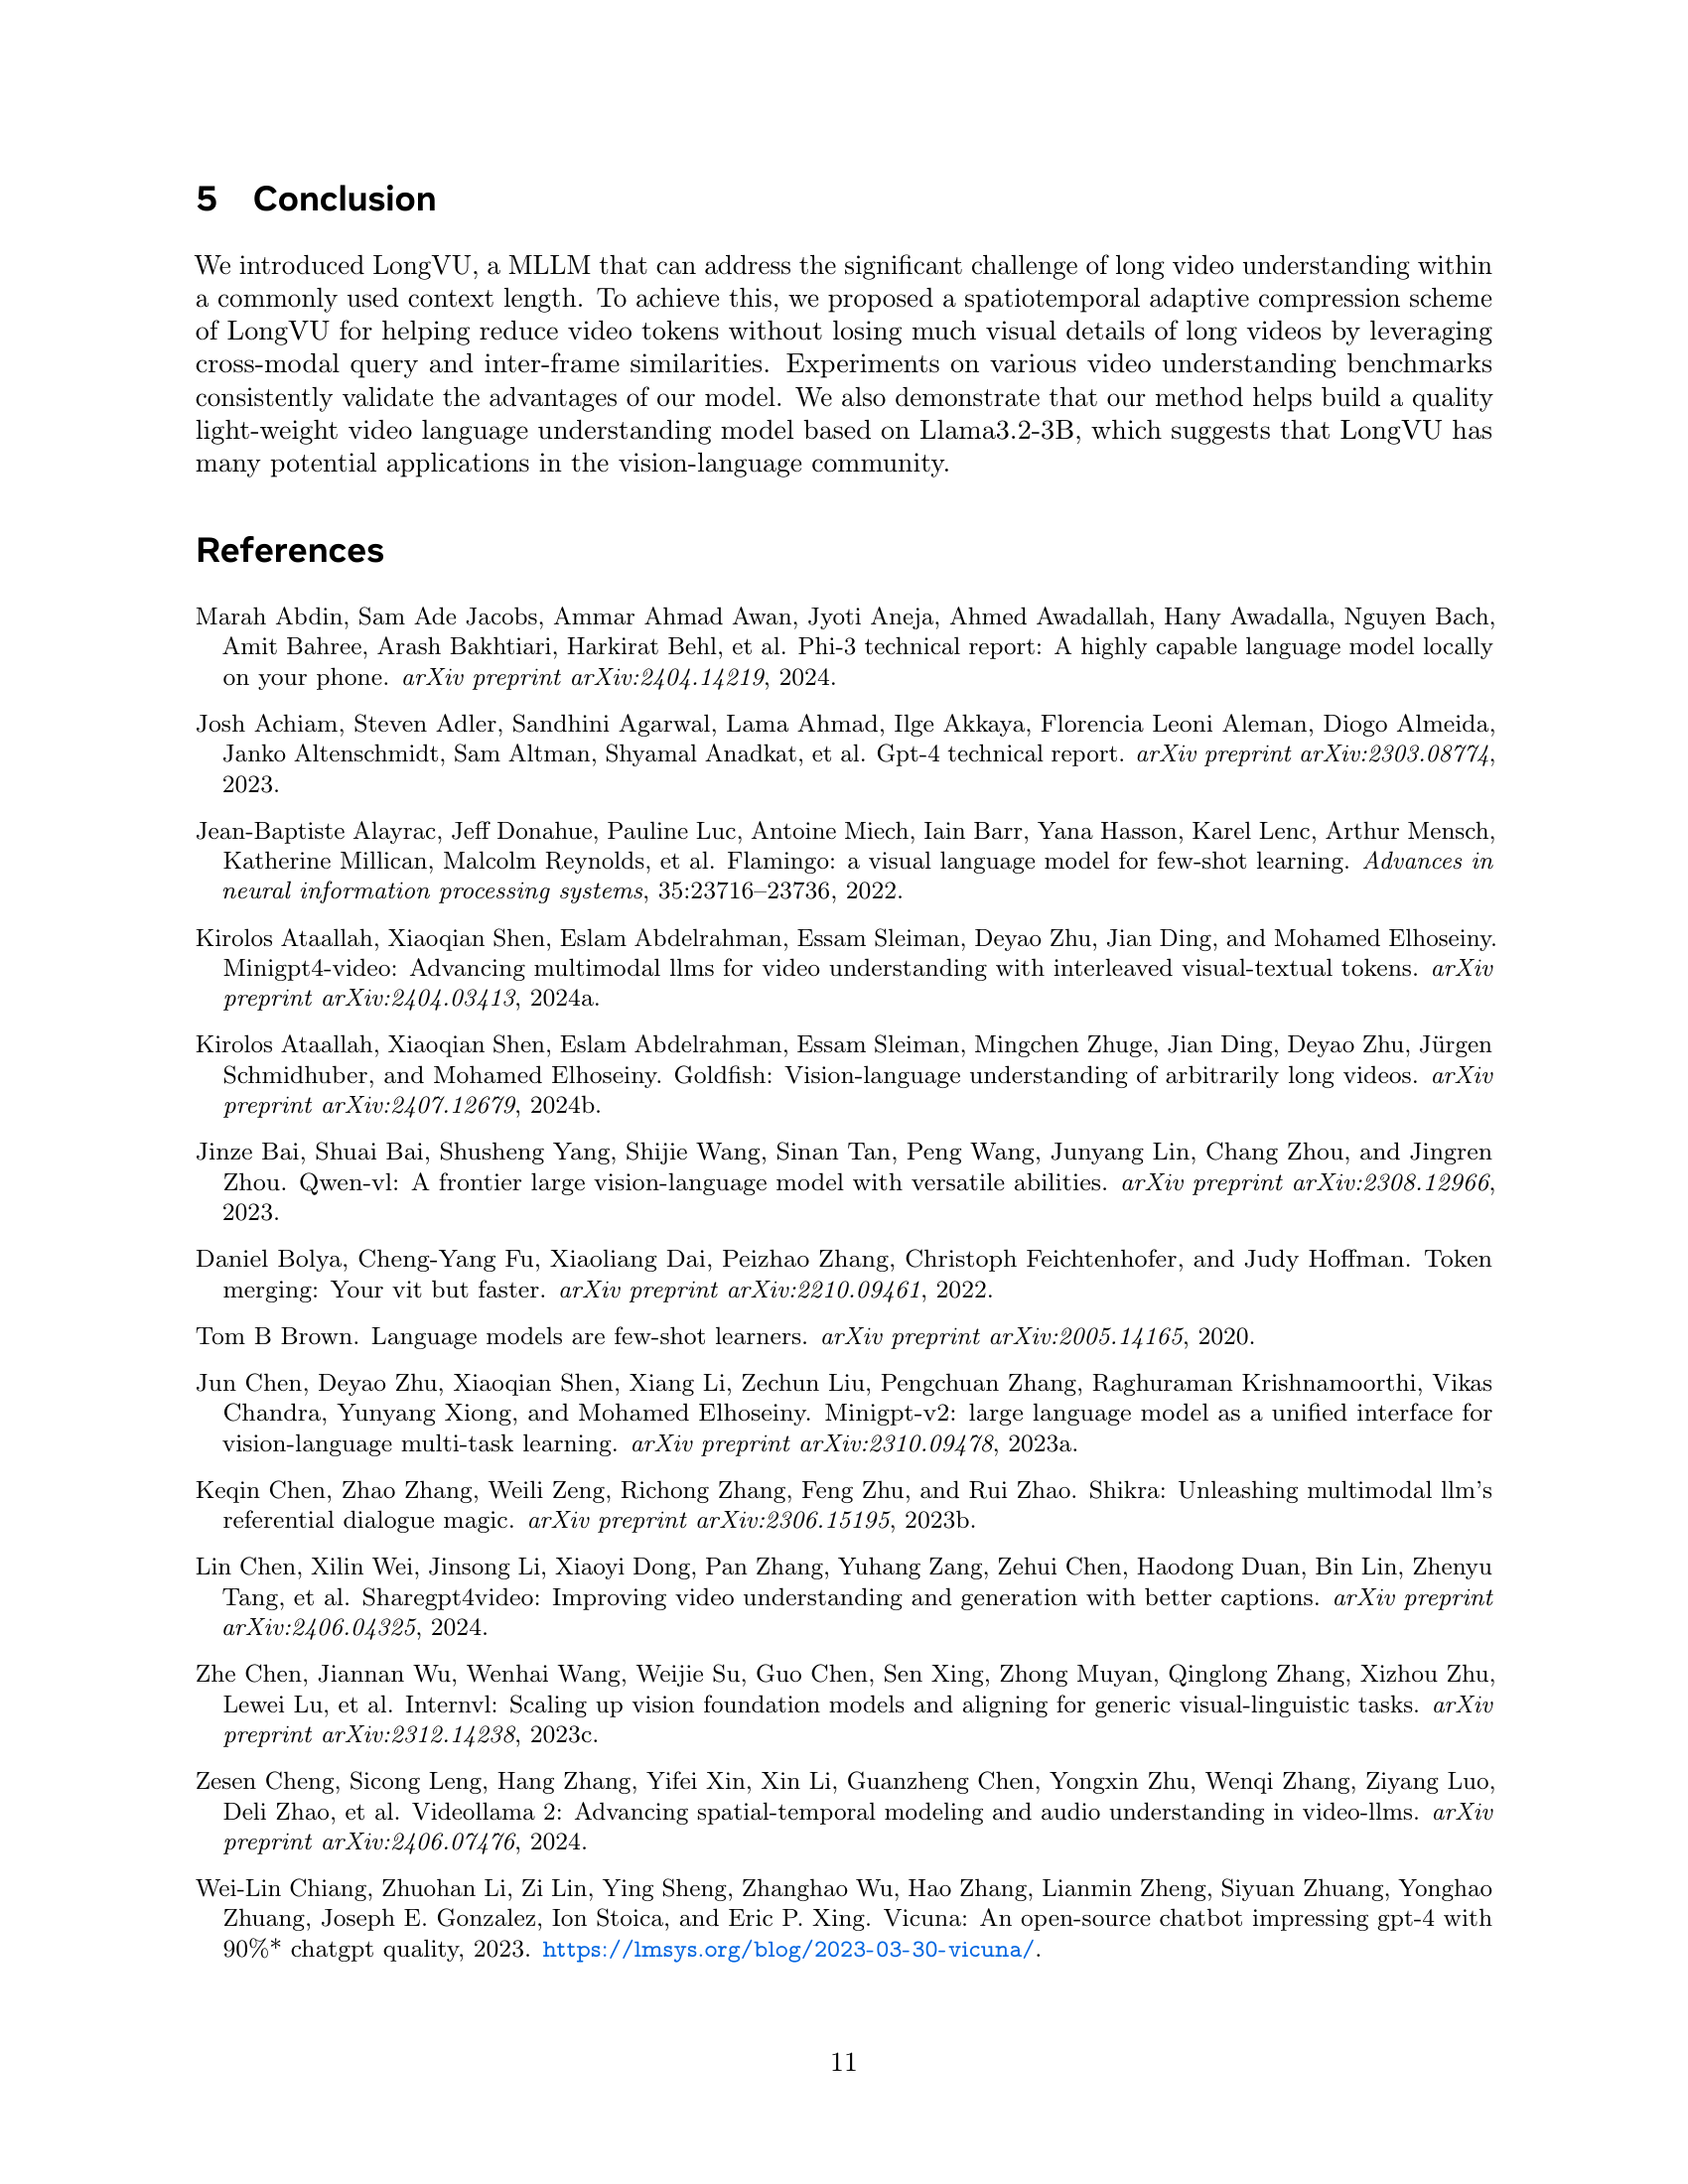 5 Conclusion
We introduced LongVU, a MLLM that can address the significant challenge of long video understanding within
a commonly used context length. To achieve this, we proposed a spatiotemporal adaptive compression scheme
of LongVU for helping reduce video tokens without losing much visual details of long videos by leveraging
cross-modal query and inter-frame similarities. Experiments on various video understanding benchmarks
consistently validate the advantages of our model. We also demonstrate that our method helps build a quality
light-weight video language understanding model based on Llama3.2-3B, which suggests that LongVU has
many potential applications in the vision-language community.
References
Marah Abdin, Sam Ade Jacobs, Ammar Ahmad Awan, Jyoti Aneja, Ahmed Awadallah, Hany Awadalla, Nguyen Bach,
Amit Bahree, Arash Bakhtiari, Harkirat Behl, et al. Phi-3 technical report: A highly capable language model locally
on your phone. arXiv preprint arXiv:2404.14219, 2024.
Josh Achiam, Steven Adler, Sandhini Agarwal, Lama Ahmad, Ilge Akkaya, Florencia Leoni Aleman, Diogo Almeida,
Janko Altenschmidt, Sam Altman, Shyamal Anadkat, et al. Gpt-4 technical report. arXiv preprint arXiv:2303.08774,
2023.
Jean-Baptiste Alayrac, Jeff Donahue, Pauline Luc, Antoine Miech, Iain Barr, Yana Hasson, Karel Lenc, Arthur Mensch,
Katherine Millican, Malcolm Reynolds, et al. Flamingo: a visual language model for few-shot learning. Advances in
neural information processing systems, 35:23716–23736, 2022.
Kirolos Ataallah, Xiaoqian Shen, Eslam Abdelrahman, Essam Sleiman, Deyao Zhu, Jian Ding, and Mohamed Elhoseiny.
Minigpt4-video: Advancing multimodal llms for video understanding with interleaved visual-textual tokens. arXiv
preprint arXiv:2404.03413, 2024a.
Kirolos Ataallah, Xiaoqian Shen, Eslam Abdelrahman, Essam Sleiman, Mingchen Zhuge, Jian Ding, Deyao Zhu, Jürgen
Schmidhuber, and Mohamed Elhoseiny. Goldfish: Vision-language understanding of arbitrarily long videos. arXiv
preprint arXiv:2407.12679, 2024b.
Jinze Bai, Shuai Bai, Shusheng Yang, Shijie Wang, Sinan Tan, Peng Wang, Junyang Lin, Chang Zhou, and Jingren
Zhou. Qwen-vl: A frontier large vision-language model with versatile abilities. arXiv preprint arXiv:2308.12966,
2023.
Daniel Bolya, Cheng-Yang Fu, Xiaoliang Dai, Peizhao Zhang, Christoph Feichtenhofer, and Judy Hoffman. Token
merging: Your vit but faster. arXiv preprint arXiv:2210.09461, 2022.
Tom B Brown. Language models are few-shot learners. arXiv preprint arXiv:2005.14165, 2020.
Jun Chen, Deyao Zhu, Xiaoqian Shen, Xiang Li, Zechun Liu, Pengchuan Zhang, Raghuraman Krishnamoorthi, Vikas
Chandra, Yunyang Xiong, and Mohamed Elhoseiny. Minigpt-v2: large language model as a unified interface for
vision-language multi-task learning. arXiv preprint arXiv:2310.09478, 2023a.
Keqin Chen, Zhao Zhang, Weili Zeng, Richong Zhang, Feng Zhu, and Rui Zhao. Shikra: Unleashing multimodal llm's
referential dialogue magic. arXiv preprint arXiv:2306.15195, 2023b.
Lin Chen, Xilin Wei, Jinsong Li, Xiaoyi Dong, Pan Zhang, Yuhang Zang, Zehui Chen, Haodong Duan, Bin Lin, Zhenyu
Tang, et al. Sharegpt4video: Improving video understanding and generation with better captions. arXiv preprint
arXiv:2406.04325, 2024.
Zhe Chen, Jiannan Wu, Wenhai Wang, Weijie Su, Guo Chen, Sen Xing, Zhong Muyan, Qinglong Zhang, Xizhou Zhu,
Lewei Lu, et al. Internvl: Scaling up vision foundation models and aligning for generic visual-linguistic tasks. arXiv
preprint arXiv:2312.14238, 2023c.
Zesen Cheng, Sicong Leng, Hang Zhang, Yifei Xin, Xin Li, Guanzheng Chen, Yongxin Zhu, Wenqi Zhang, Ziyang Luo,
Deli Zhao, et al. Videollama 2: Advancing spatial-temporal modeling and audio understanding in video-llms. arXiv
preprint arXiv:2406.07476, 2024.
Wei-Lin Chiang, Zhuohan Li, Zi Lin, Ying Sheng, Zhanghao Wu, Hao Zhang, Lianmin Zheng, Siyuan Zhuang, Yonghao
Zhuang, Joseph E. Gonzalez, Ion Stoica, and Eric P. Xing. Vicuna: An open-source chatbot impressing gpt-4 with
90%* chatgpt quality, 2023. https://lmsys.org/blog/2023-03-30-vicuna/.
11